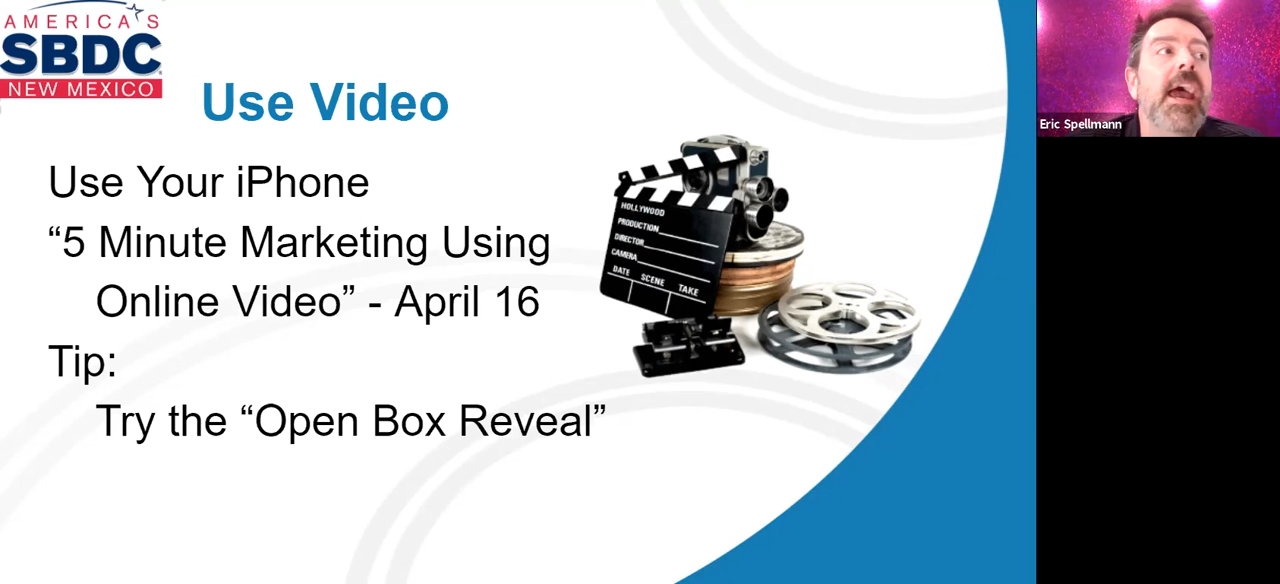 AMERICA'S
SBDC
NEW MEXICO
Use Video
Eric Spellmann
Use Your iPhone
“5 Minute Marketing Using
Online Video” - April 16
Tip:
Try the “Open Box Reveal”
HOLLYWOOD
PRODUCTION
DIRECTOR
CAMERA
DATE SCENE TAKE